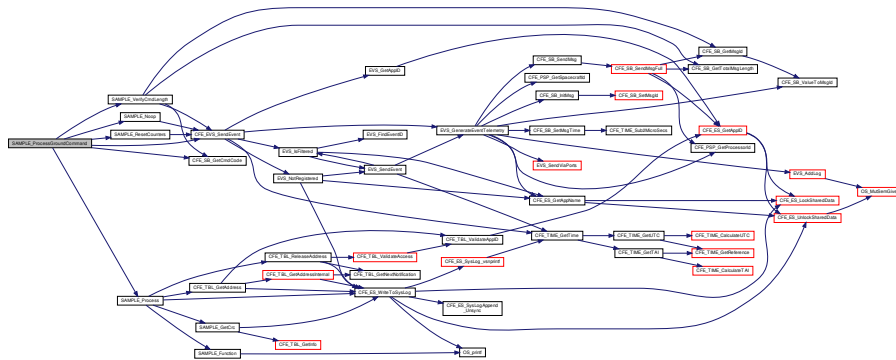 SAMPLE_ProcessGroundCommand
SAMPLE_VerifyCmdLength
SAMPLE_Noop
SAMPLE_ResetCounters
SAMPLE_Process
CFE_EVS_SendEvent
CFE_SB_GetCmdCode
CFE_TBL_ReleaseAddress
CFE_TBL_GetAddress
SAMPLE_GetCrc
SAMPLE_Function
EVS_IsFiltered
EVS_NotRegistered
CFE_TBL_GetAddressInternal
CFE_TBL_GetInfo
EVS_GetAppID
EVS_FindEventID
EVS_SendEvent
CFE_TBL_ValidateAccess
CFE_TBL_GetNextNotification
CFE_ES_WriteToSysLog
EVS_GenerateEventTelemetry
CFE_TBL_ValidateAppID
CFE_ES_SysLog_vsnprintf
CFE_ES_SysLogAppend
_Unsync
OS_printf
CFE_SB_SendMsg
CFE_PSP_GetSpacecraftId
CFE_SB_InitMsg
CFE_SB_SetMsgTime
EVS_SendViaPorts
CFE_ES_GetAppName
CFE_TIME_GetTime
CFE_SB_SendMsgFull
CFE_SB_SetMsgId
CFE_TIME_Sub2MicroSecs
CFE_TIME_GetUTC
CFE_TIME_GetTAI
CFE_SB_GetMsgId
CFE_SB_GetTotalMsgLength
CFE_ES_GetAppID
CFE_PSP_GetProcessorId
CFE_TIME_CalculateUTC
CFE_TIME_GetReference
CFE_TIME_CalculateTAI
CFE_SB_ValueToMsgId
EVS_AddLog
CFE_ES_LockSharedData
CFE_ES_UnlockSharedData
OS_MutSemGive